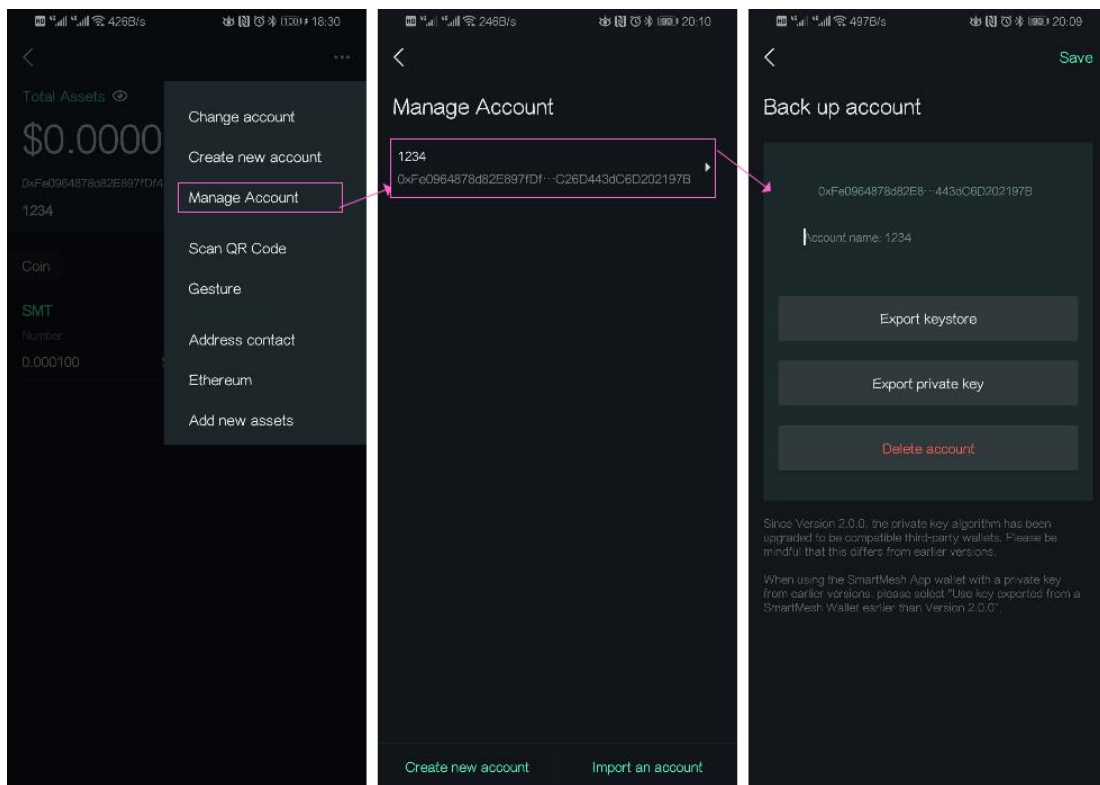 HD 426B/s 100 18:30
Total Assets
$0.0000
0xFe0964878d82E897fDf4
1234
Coin
SMT
Number
0.000100
Change account
Create new account
Manage Account
Scan QR Code
Gesture
Address contact
Ethereum
Add new assets
HD 246B/s 90 20:10
Manage Account
1234
0xFe0964878d82E897fDf···C26D443dC6D202197B
Create new account
Import an account
HD 497B/s 90 20:09
Save
Back up account
0xFe0964878d82E8···443dC6D202197B
Account name: 1234
Export keystore
Export private key
Delete account
Since Version 2.0.0, the private key algorithm has been
upgraded to be compatible third-party wallets. Please be
mindful that this differs from earlier versions.
When using the SmartMesh App wallet with a private key
from earlier versions, please select "Use key exported from a
SmartMesh Wallet earlier than Version 2.0.0".